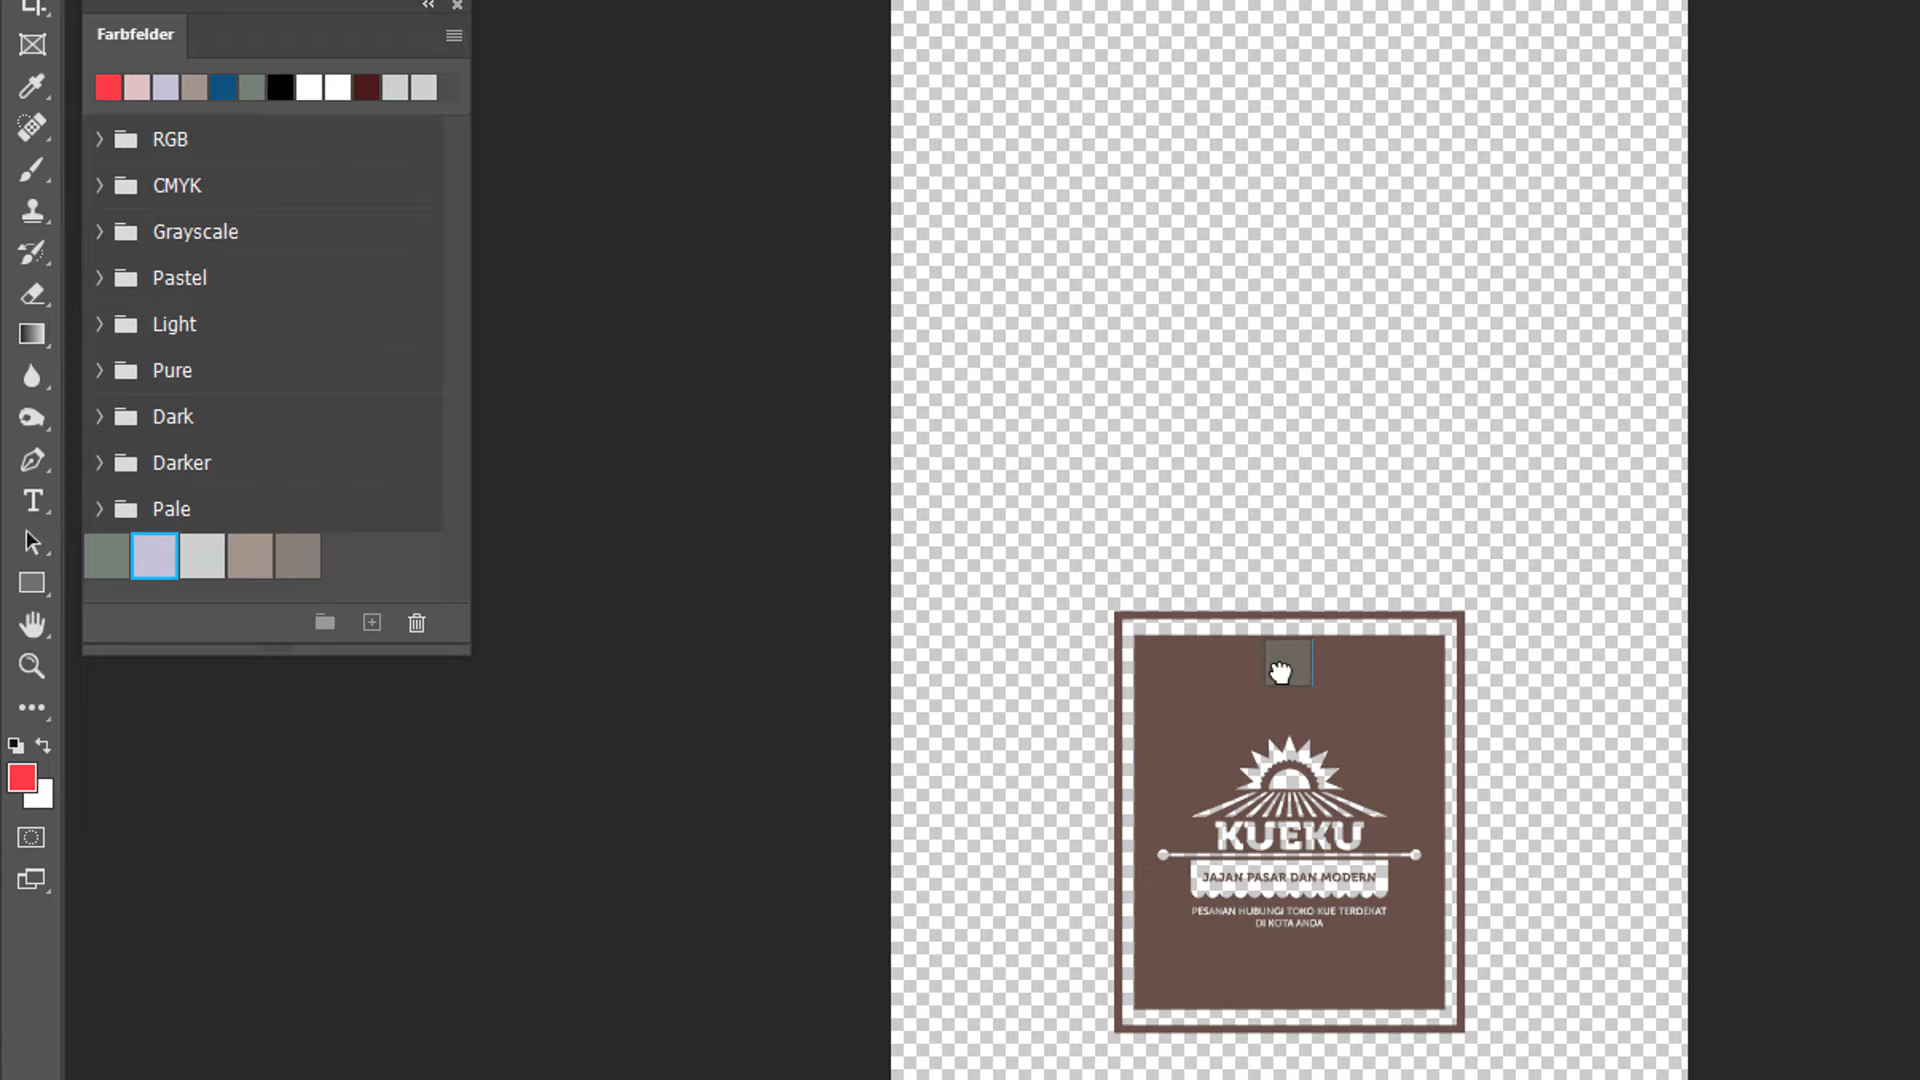 Farbfelder
RGB
CMYK
Grayscale
Pastel
Light
Pure
Dark
Darker
Pale
KUEKU
JAJAN PASAR DAN MODERN
PESANAN HUBUNGI TOKO KUE TERDEKAT
DI KOTA ANDA